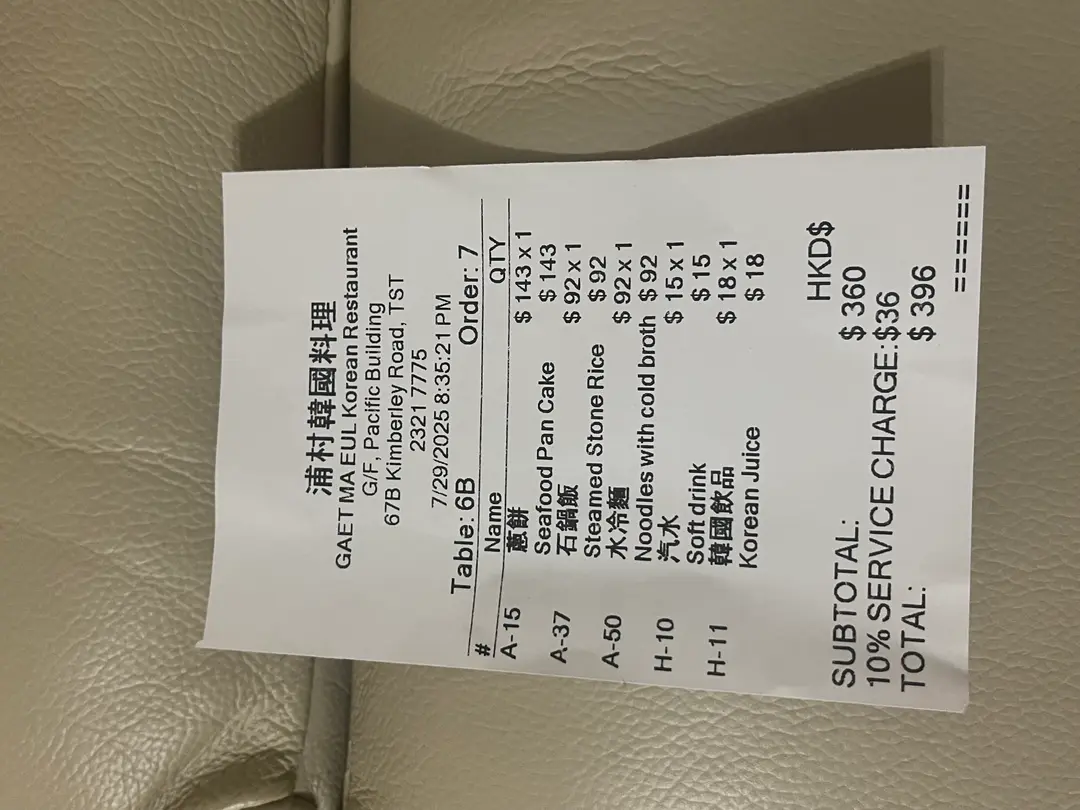 浦村韓國料理
GAET MAEUL Korean Restaurant
G/F, Pacific Building
67B Kimberley Road, TST
2321 7775
7/29/2025 8:35:21 PM
Table: 6B Order: 7
# Name QTY
A-15 蔥餅 $ 143 x 1
Seafood Pan Cake $ 143
A-37 石鍋飯 $ 92 x 1
Steamed Stone Rice $ 92
A-50 水冷麵 $ 92 x 1
Noodles with cold broth $ 92
H-10 汽水 $ 15 x 1
Soft drink $ 15
H-11 韓國飲品 $ 18 x 1
Korean Juice $ 18
HKD$
SUBTOTAL: $ 360
10% SERVICE CHARGE:$36
TOTAL: $ 396
======